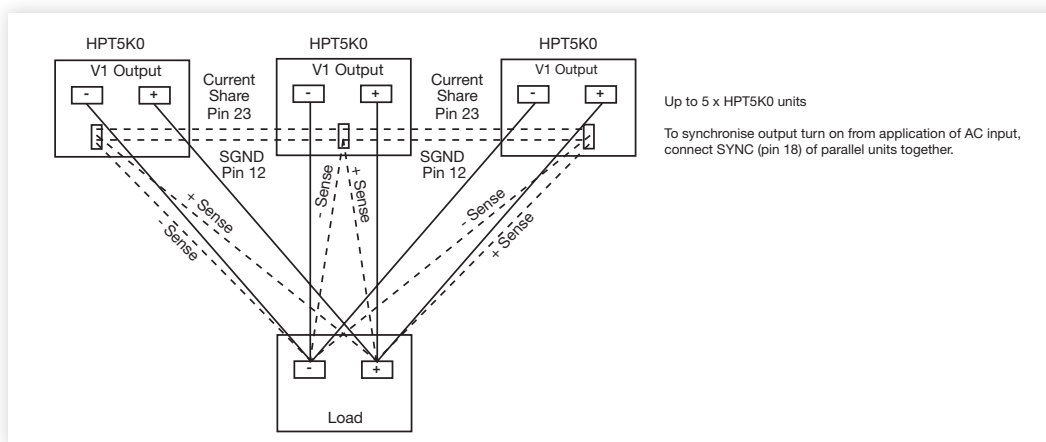 HPT5K0
HPT5K0
HPT5K0
V1 Output
V1 Output
V1 Output
-
+
-
+
-
+
Current
Share
Pin 23
Current
Share
Pin 23
SGND
Pin 12
SGND
Pin 12
+ Sense
- Sense
- Sense
+ Sense
- Sense
+ Sense
-
+
Load
Up to 5 x HPT5K0 units
To synchronise output turn on from application of AC input,
connect SYNC (pin 18) of parallel units together.